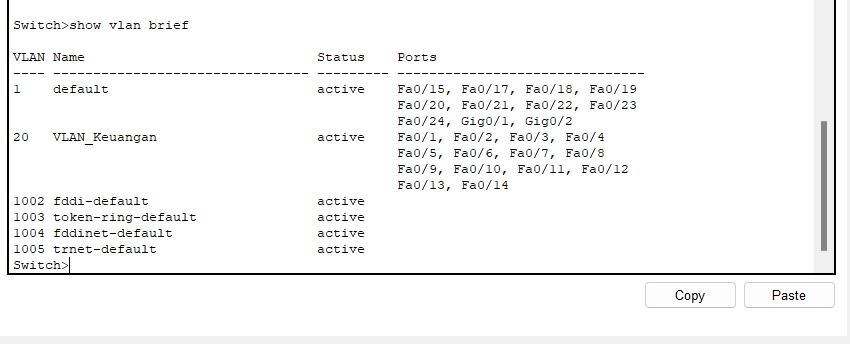 Switch>show vlan brief
VLAN Name                             Status    Ports
---- -------------------------------- --------- -------------------------------
1    default                          active    Fa0/15, Fa0/17, Fa0/18, Fa0/19
                                                Fa0/20, Fa0/21, Fa0/22, Fa0/23
                                                Fa0/24, Gig0/1, Gig0/2
20   VLAN_Keuangan                    active    Fa0/1, Fa0/2, Fa0/3, Fa0/4
                                                Fa0/5, Fa0/6, Fa0/7, Fa0/8
                                                Fa0/9, Fa0/10, Fa0/11, Fa0/12
                                                Fa0/13, Fa0/14
1002 fddi-default                     active
1003 token-ring-default               active
1004 fddinet-default                  active
1005 trnet-default                    active
Switch>
Copy Paste